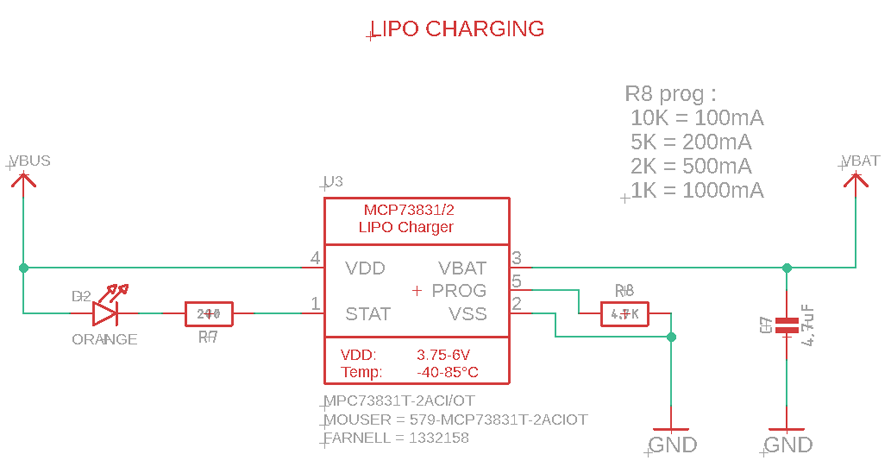 LIPO CHARGING
R8 prog :
10K = 100mA
5K = 200mA
2K = 500mA
1K = 1000mA
VBUS
VBAT
U3
MCP73831/2
LIPO Charger
4 VDD VBAT 3
PROG 5
1 STAT VSS 2
D2
ORANGE
R7
R8
4.7K
C7
4.7uF
VDD: 3.75-6V
Temp: -40-85°C
MPC73831T-2ACI/OT
MOUSER = 579-MCP73831T-2ACIOT
FARNELL = 1332158
GND
GND